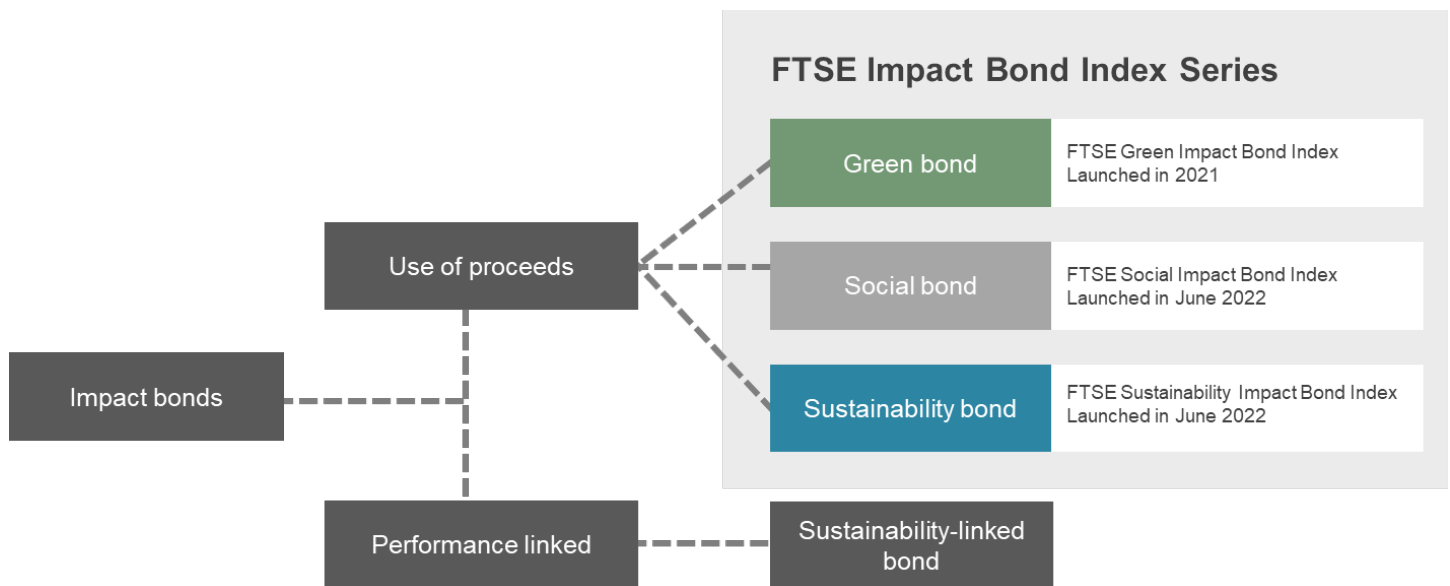 FTSE Impact Bond Index Series
Green bond
FTSE Green Impact Bond Index
Launched in 2021
Use of proceeds
Social bond
FTSE Social Impact Bond Index
Launched in June 2022
Impact bonds
Sustainability bond
FTSE Sustainability Impact Bond Index
Launched in June 2022
Performance linked
Sustainability-linked
bond